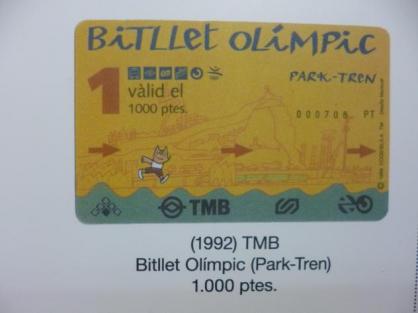 BiTLLet OLíMPiC
1
vàlid el
1000 ptes.
PARK-TREN
000706 PT
TMB
(1992) TMB
Bitllet Olímpic (Park-Tren)
1.000 ptes.